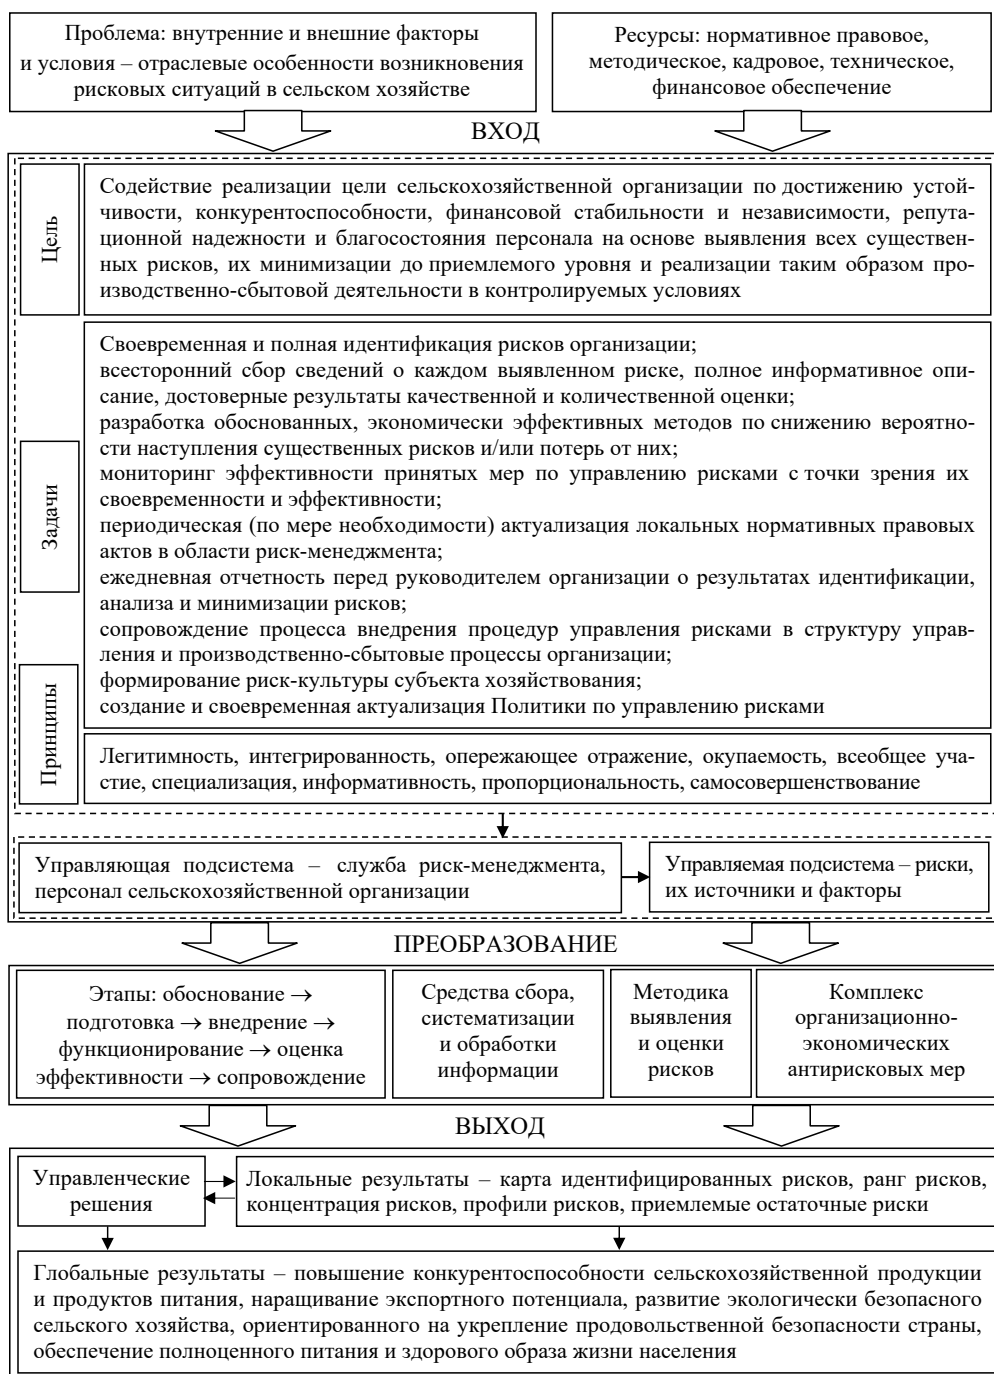 Проблема: внутренние и внешние факторы
и условия – отраслевые особенности возникновения
рисковых ситуаций в сельском хозяйстве
Ресурсы: нормативное правовое,
методическое, кадровое, техническое,
финансовое обеспечение
ВХОД
Цель
Содействие реализации цели сельскохозяйственной организации по достижению устой-
чивости, конкурентоспособности, финансовой стабильности и независимости, репута-
ционной надежности и благосостояния персонала на основе выявления всех существен-
ных рисков, их минимизации до приемлемого уровня и реализации таким образом про-
изводственно-сбытовой деятельности в контролируемых условиях
Задачи
Своевременная и полная идентификация рисков организации;
всесторонний сбор сведений о каждом выявленном риске, полное информативное опи-
сание, достоверные результаты качественной и количественной оценки;
разработка обоснованных, экономически эффективных методов по снижению вероятно-
сти наступления существенных рисков и/или потерь от них;
мониторинг эффективности принятых мер по управлению рисками с точки зрения их
своевременности и эффективности;
периодическая (по мере необходимости) актуализация локальных нормативных правовых
актов в области риск-менеджмента;
ежедневная отчетность перед руководителем организации о результатах идентификации,
анализа и минимизации рисков;
сопровождение процесса внедрения процедур управления рисками в структуру управ-
ления и производственно-сбытовые процессы организации;
формирование риск-культуры субъекта хозяйствования;
создание и своевременная актуализация Политики по управлению рисками
Принципы
Легитимность, интегрированность, опережающее отражение, окупаемость, всеобщее уча-
стие, специализация, информативность, пропорциональность, самосовершенствование
Управляющая подсистема – служба риск-менеджмента,
персонал сельскохозяйственной организации
Управляемая подсистема – риски,
их источники и факторы
ПРЕОБРАЗОВАНИЕ
Этапы: обоснование →
подготовка → внедрение →
функционирование → оценка
эффективности → сопровождение
Средства сбора,
систематизации
и обработки
информации
Методика
выявления
и оценки
рисков
Комплекс
организационно-
экономических
антирисковых мер
ВЫХОД
Управленческие
решения
Локальные результаты – карта идентифицированных рисков, ранг рисков,
концентрация рисков, профили рисков, приемлемые остаточные риски
Глобальные результаты – повышение конкурентоспособности сельскохозяйственной продукции
и продуктов питания, наращивание экспортного потенциала, развитие экологически безопасного
сельского хозяйства, ориентированного на укрепление продовольственной безопасности страны,
обеспечение полноценного питания и здорового образа жизни населения